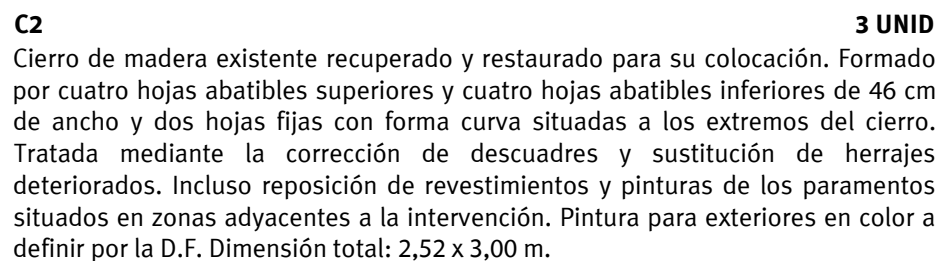 C2 3 UNID
Cierro de madera existente recuperado y restaurado para su colocación. Formado
por cuatro hojas abatibles superiores y cuatro hojas abatibles inferiores de 46 cm
de ancho y dos hojas fijas con forma curva situadas a los extremos del cierro.
Tratada mediante la corrección de descuadres y sustitución de herrajes
deteriorados. Incluso reposición de revestimientos y pinturas de los paramentos
situados en zonas adyacentes a la intervención. Pintura para exteriores en color a
definir por la D.F. Dimensión total: 2,52 x 3,00 m.